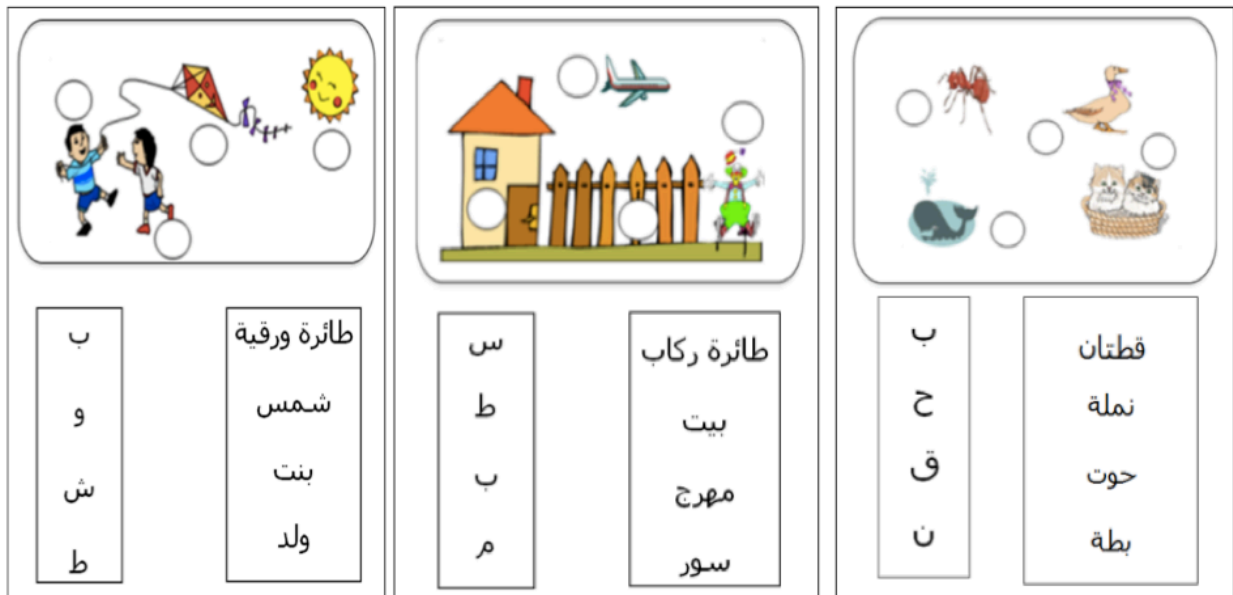 قطتان
نملة
حوت
بطة
ب
ح
ق
ن
طائرة ركاب
بيت
مهرج
سور
س
ط
ب
م
طائرة ورقية
شمس
بنت
ولد
ب
و
ش
ط